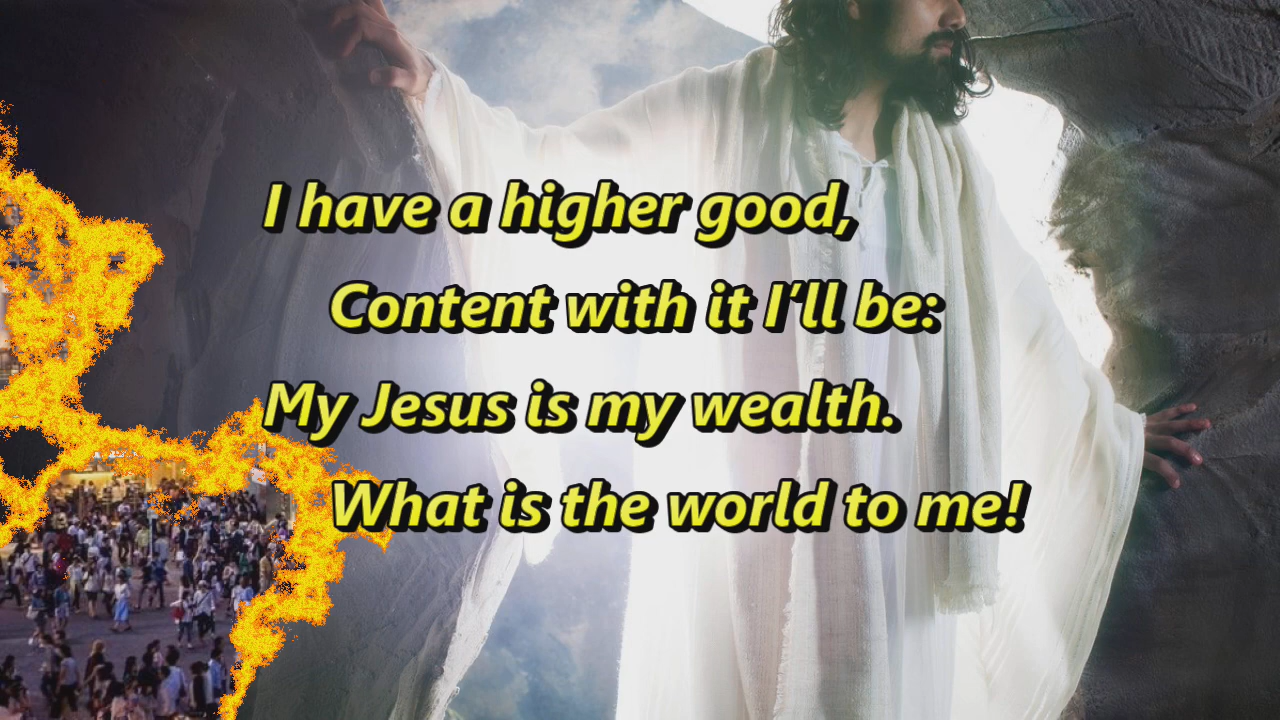 I have a higher good,
Content with it I’ll be:
My Jesus is my wealth.
What is the world to me!